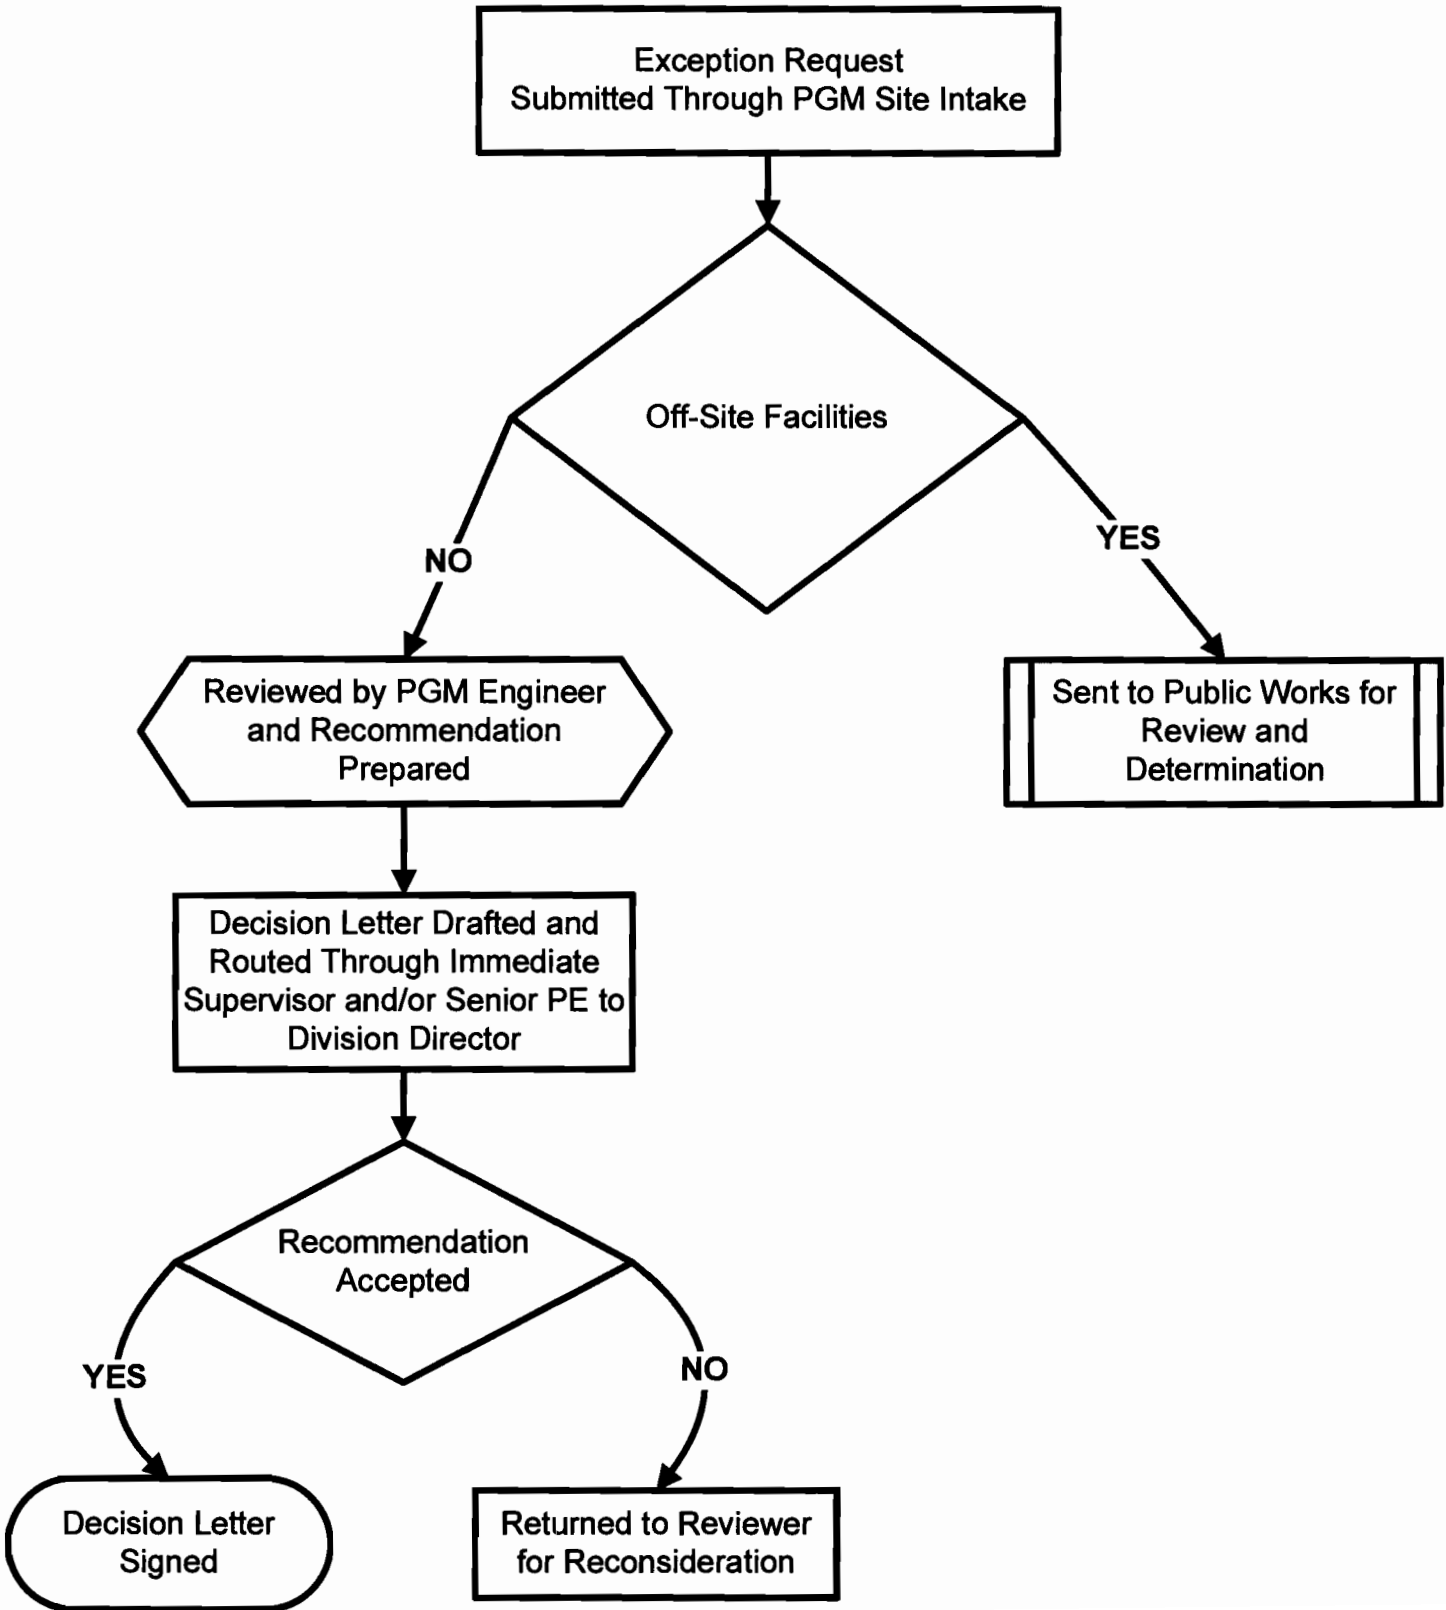 Exception Request
Submitted Through PGM Site Intake
Off-Site Facilities
NO
YES
Reviewed by PGM Engineer
and Recommendation
Prepared
Sent to Public Works for
Review and
Determination
Decision Letter Drafted and
Routed Through Immediate
Supervisor and/or Senior PE to
Division Director
Recommendation
Accepted
YES
NO
Decision Letter
Signed
Returned to Reviewer
for Reconsideration